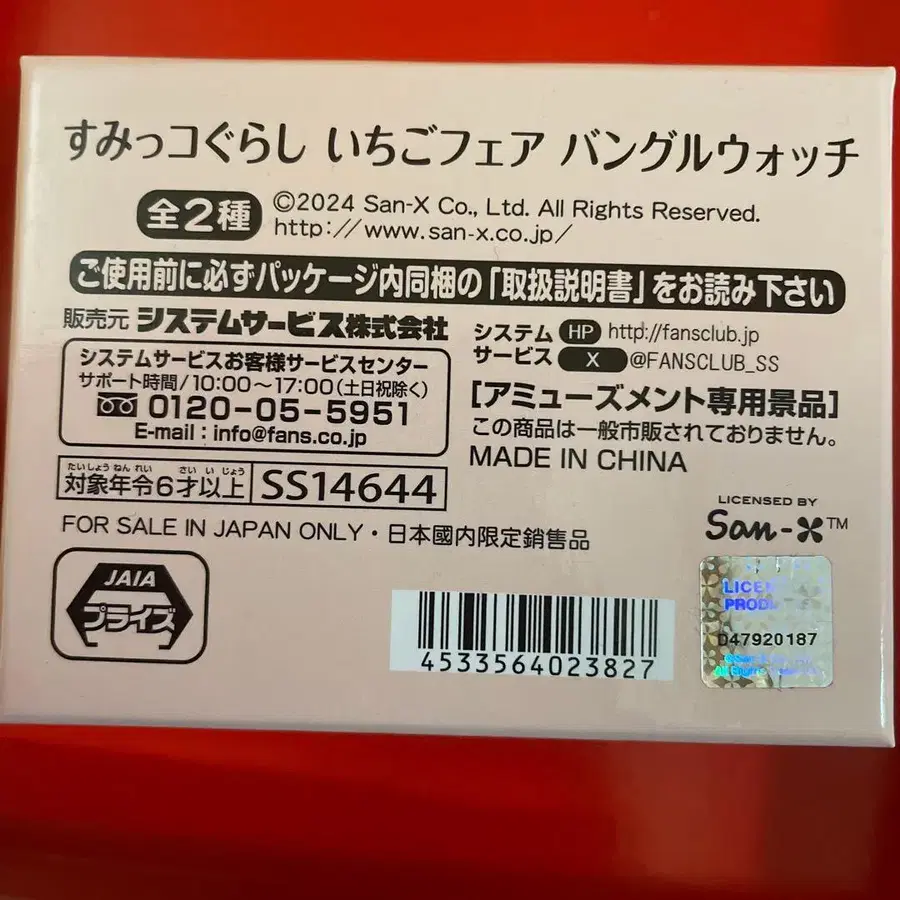 すみっコぐらし いちごフェア バングルウォッチ
全2種
©2024 San-X Co., Ltd. All Rights Reserved.
http://www.san-x.co.jp/
ご使用前に必ずパッケージ内同梱の「取扱説明書」をお読み下さい
販売元 システムサービス株式会社
システムサービスお客様サービスセンター
サポート時間/10:00〜17:00(土日祝除く)
0120-05-5951
E-mail : info@fans.co.jp
システム HP http://fansclub.jp
サービス X @FANSCLUB_SS
[アミューズメント専用景品]
この商品は一般市販されておりません。
MADE IN CHINA
たいしょう ねん れい さい い じょう
対象年令6才以上 SS14644
FOR SALE IN JAPAN ONLY・日本國内限定銷售品
JAIA
プライズ
4533564023827
LICENSED BY
San-X™
D47920187